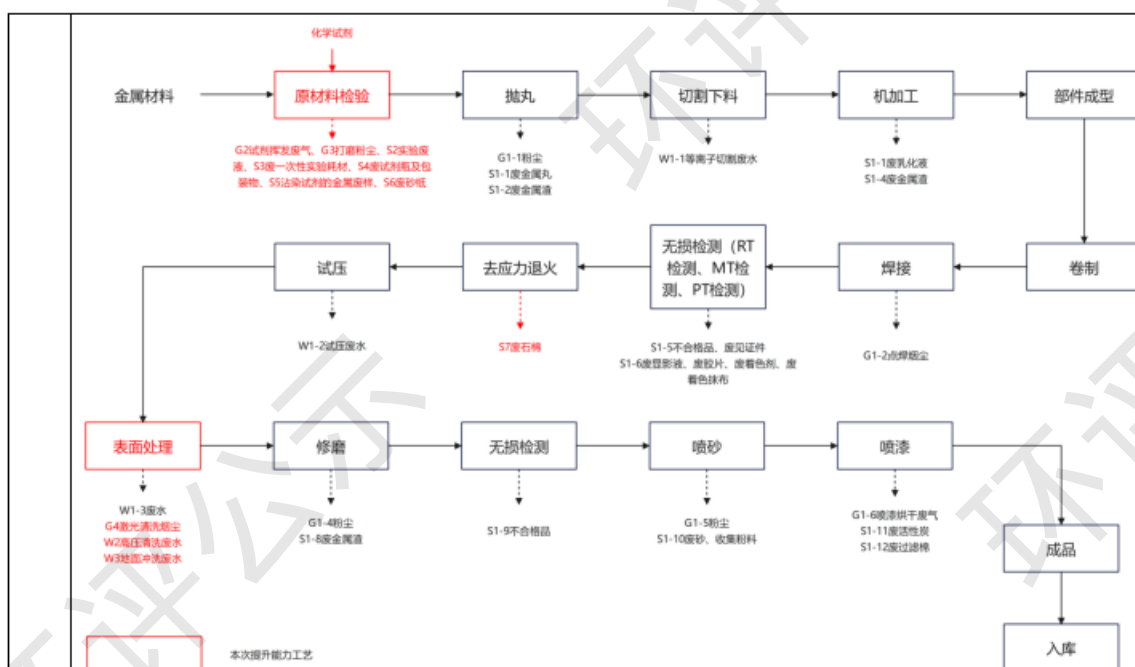 化学试剂
金属材料
原材料检验
抛丸
切割下料
机加工
部件成型
G2试剂挥发废气、G3打磨粉尘、S2实验废
液、S3废一次性实验耗材、S4废试剂瓶及包
装物、S5沾染试剂的金属废样、S6废砂纸
G1-1粉尘
S1-1废金属丸
S1-2废金属渣
W1-1等离子切割废水
S1-1废乳化液
S1-4废金属渣
试压
去应力退火
无损检测（RT
检测、MT检
测、PT检测）
焊接
卷制
W1-2试压废水
S7废石棉
S1-5不合格品、废见证件
S1-6废显影液、废胶片、废着色剂、废
着色抹布
G1-2点焊烟尘
表面处理
修磨
无损检测
喷砂
喷漆
W1-3废水
G4激光清洗烟尘
W2高压清洗废水
W3地面冲洗废水
G1-4粉尘
S1-8废金属渣
S1-9不合格品
G1-5粉尘
S1-10废砂、收集粉料
G1-6喷漆烘干废气
S1-11废活性炭
S1-12废过滤棉
成品
入库
本次提升能力工艺
环评公示
环评